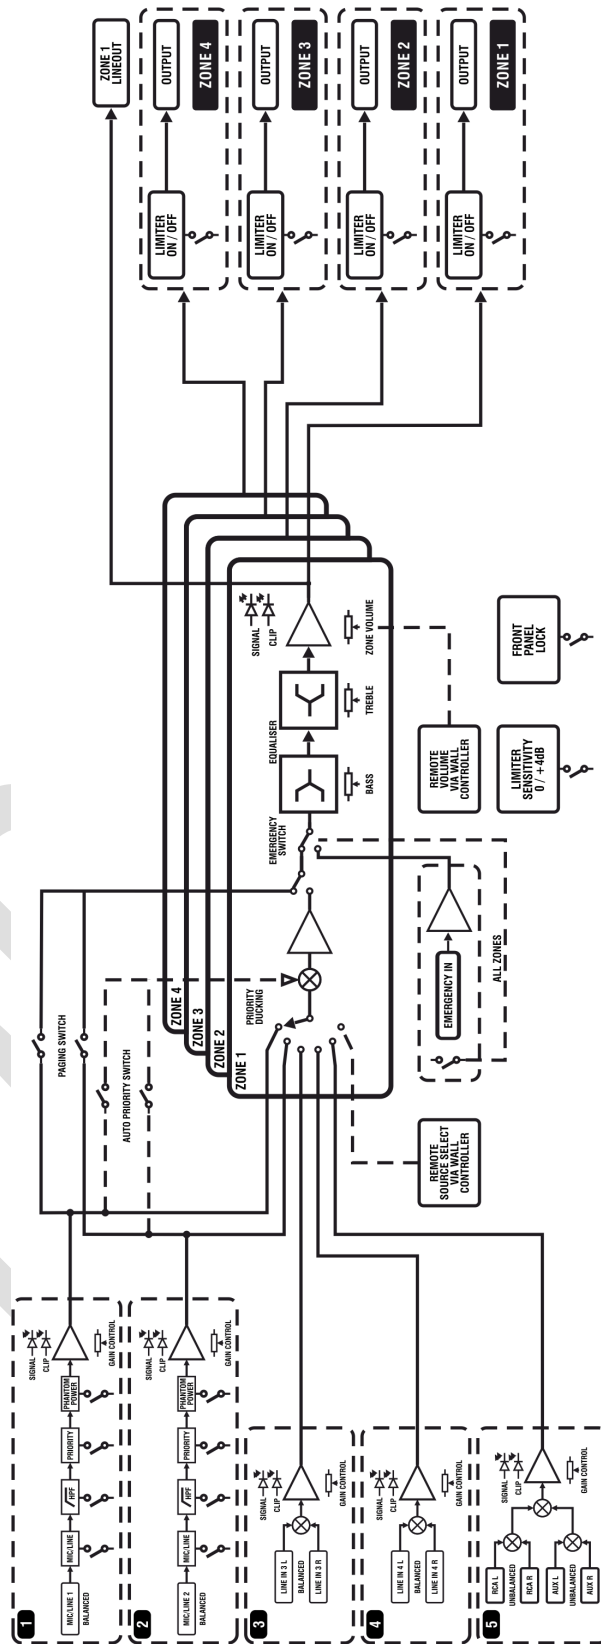 1
MIC/LINE 1
BALANCED
MIC/LINE
HPF
PRIORITY
PHANTOM
POWER
SIGNAL
CLIP
GAIN CONTROL
2
MIC/LINE 2
BALANCED
MIC/LINE
HPF
PRIORITY
PHANTOM
POWER
SIGNAL
CLIP
GAIN CONTROL
3
LINE IN 3 L
BALANCED
LINE IN 3 R
SIGNAL
CLIP
GAIN CONTROL
4
LINE IN 4 L
BALANCED
LINE IN 4 R
SIGNAL
CLIP
GAIN CONTROL
5
RCA L
UNBALANCED
RCA R
AUX L
UNBALANCED
AUX R
SIGNAL
CLIP
GAIN CONTROL
PAGING SWITCH
AUTO PRIORITY SWITCH
ZONE 4
ZONE 3
ZONE 2
ZONE 1
PRIORITY
DUCKING
EMERGENCY
SWITCH
EQUALISER
BASS
TREBLE
SIGNAL
CLIP
ZONE VOLUME
REMOTE
SOURCE SELECT
VIA WALL
CONTROLLER
EMERGENCY IN
ALL ZONES
REMOTE
VOLUME
VIA WALL
CONTROLLER
LIMITER
SENSITIVITY
0 / +4dB
FRONT
PANEL
LOCK
ZONE 1
LINEOUT
LIMITER
ON / OFF
OUTPUT
ZONE 4
LIMITER
ON / OFF
OUTPUT
ZONE 3
LIMITER
ON / OFF
OUTPUT
ZONE 2
LIMITER
ON / OFF
OUTPUT
ZONE 1